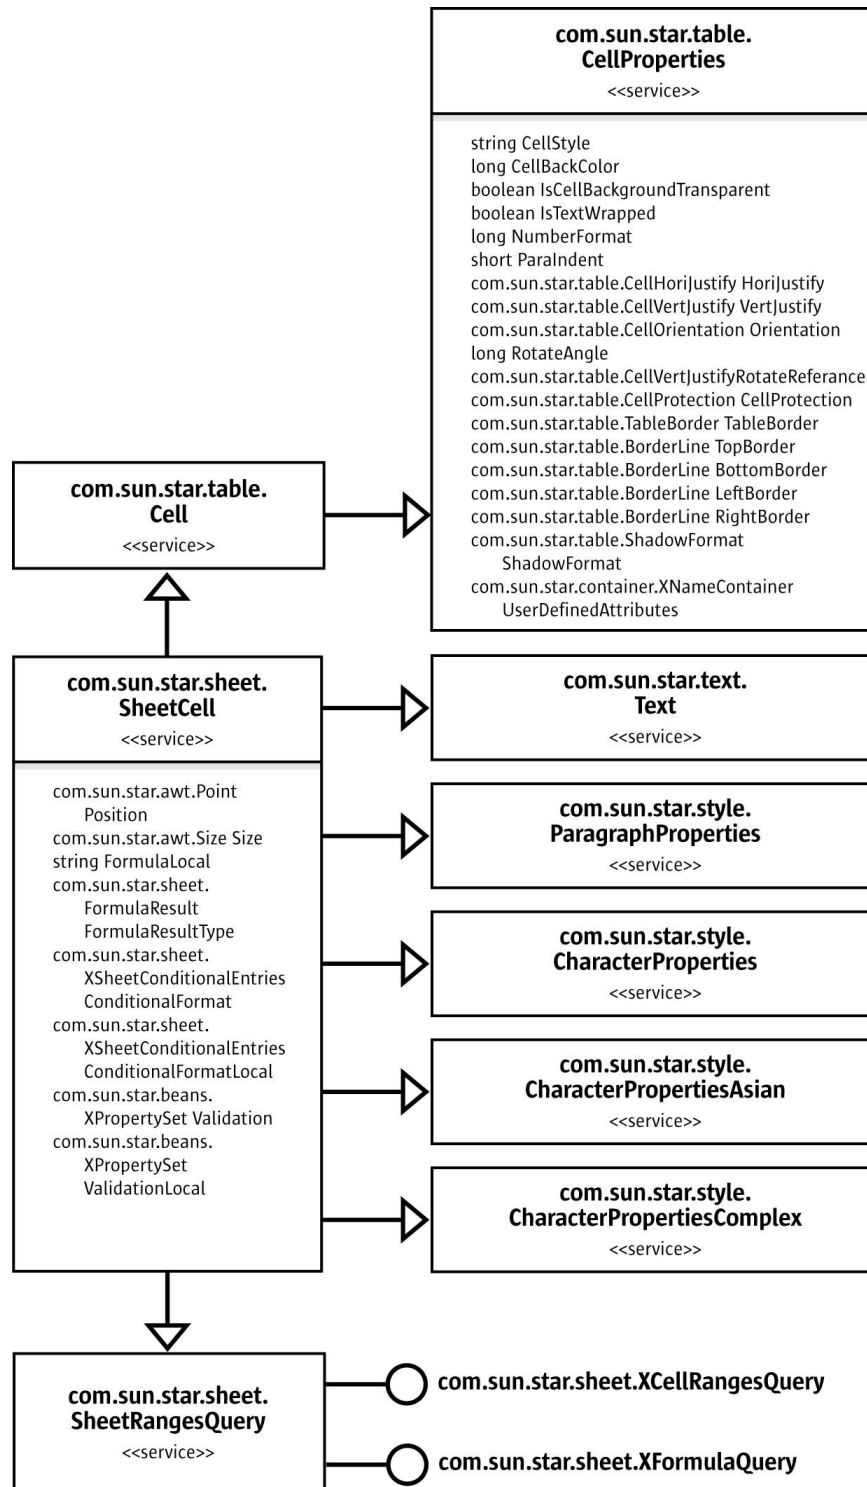 com.sun.star.table.
CellProperties
<<service>>
string CellStyle
long CellBackColor
boolean IsCellBackgroundTransparent
boolean IsTextWrapped
long NumberFormat
short ParaIndent
com.sun.star.table.CellHoriJustify HoriJustify
com.sun.star.table.CellVertJustify VertJustify
com.sun.star.table.CellOrientation Orientation
long RotateAngle
com.sun.star.table.CellVertJustifyRotateReferance
com.sun.star.table.CellProtection CellProtection
com.sun.star.table.TableBorder TableBorder
com.sun.star.table.BorderLine TopBorder
com.sun.star.table.BorderLine BottomBorder
com.sun.star.table.BorderLine LeftBorder
com.sun.star.table.BorderLine RightBorder
com.sun.star.table.ShadowFormat
ShadowFormat
com.sun.star.container.XNameContainer
UserDefinedAttributes
com.sun.star.table.
Cell
<<service>>
com.sun.star.sheet.
SheetCell
<<service>>
com.sun.star.awt.Point
Position
com.sun.star.awt.Size Size
string FormulaLocal
com.sun.star.sheet.
FormulaResult
FormulaResultType
com.sun.star.sheet.
XSheetConditionalEntries
ConditionalFormat
com.sun.star.sheet.
XSheetConditionalEntries
ConditionalFormatLocal
com.sun.star.beans.
XPropertySet Validation
com.sun.star.beans.
XPropertySet
ValidationLocal
com.sun.star.text.
Text
<<service>>
com.sun.star.style.
ParagraphProperties
<<service>>
com.sun.star.style.
CharacterProperties
<<service>>
com.sun.star.style.
CharacterPropertiesAsian
<<service>>
com.sun.star.style.
CharacterPropertiesComplex
<<service>>
com.sun.star.sheet.
SheetRangesQuery
<<service>>
com.sun.star.sheet.XCellRangesQuery
com.sun.star.sheet.XFormulaQuery